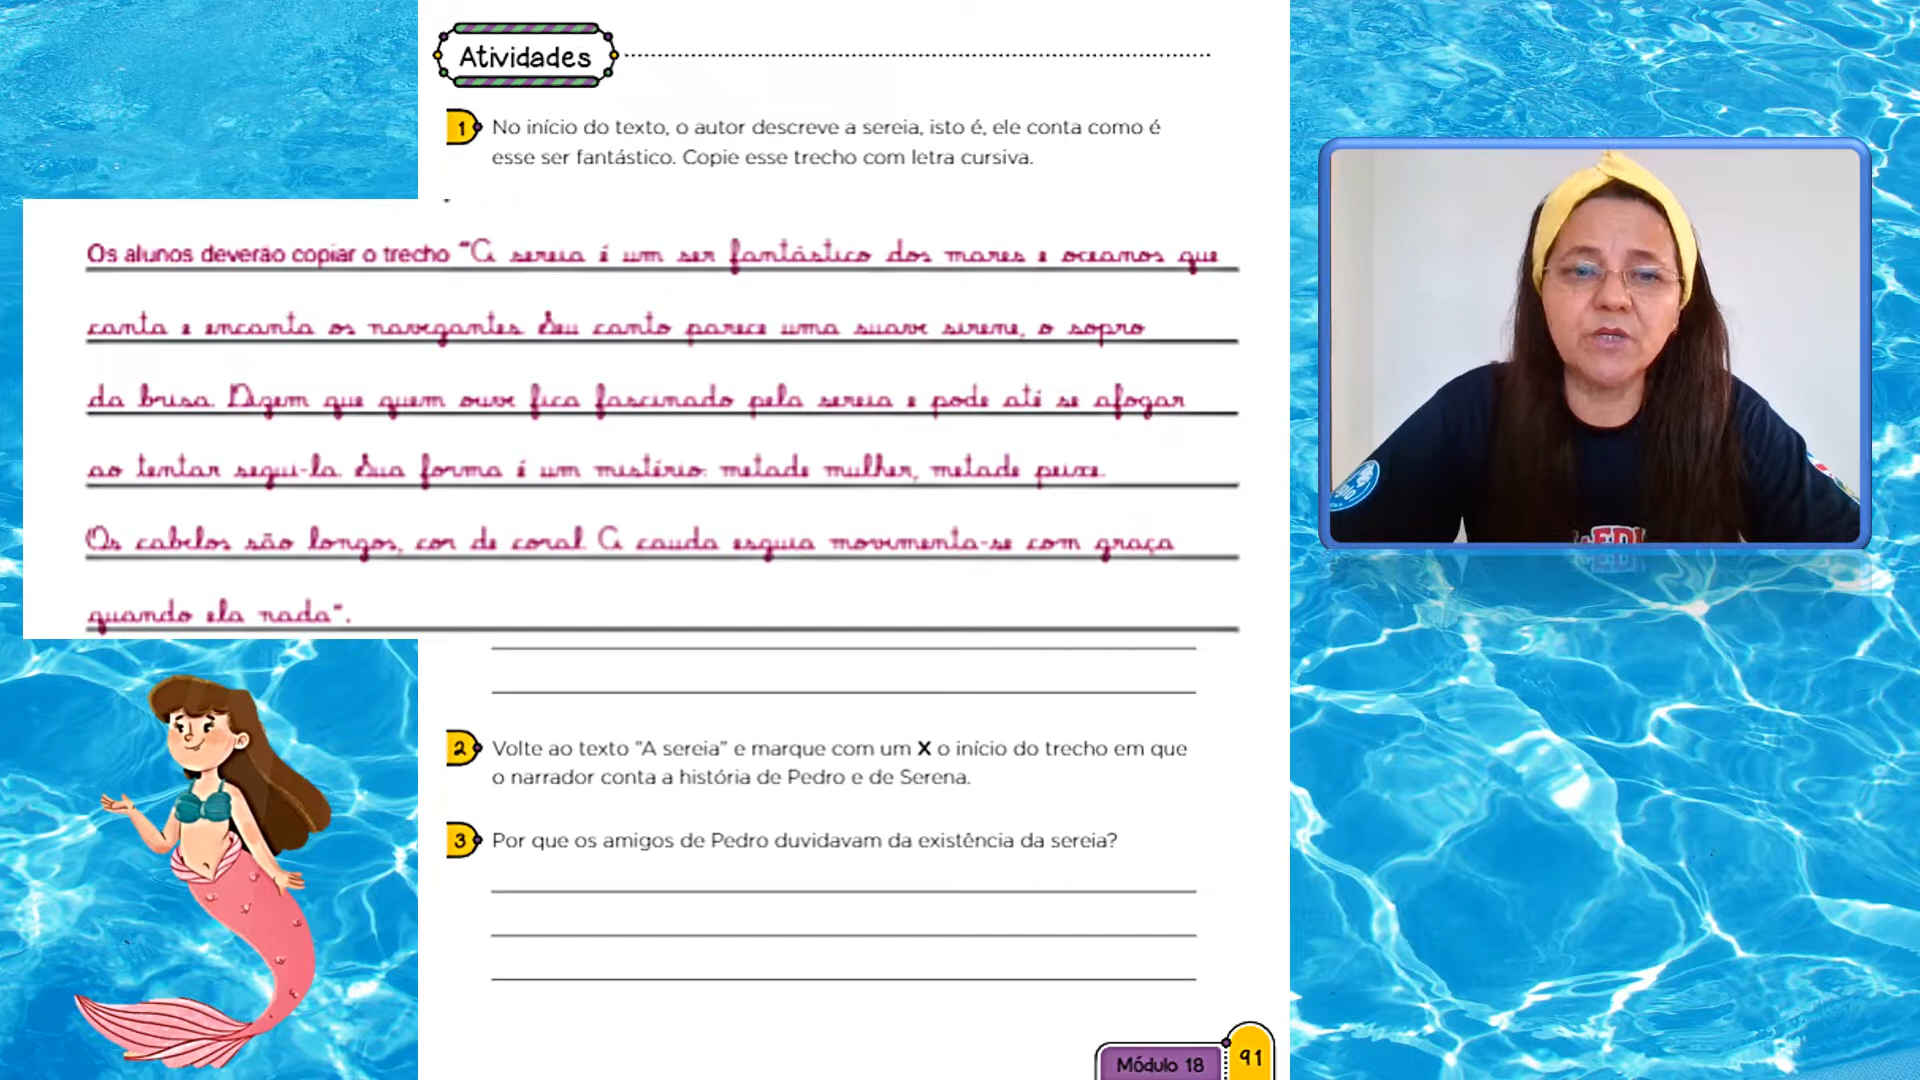 Atividades
1 No início do texto, o autor descreve a sereia, isto é, ele conta como é
esse ser fantástico. Copie esse trecho com letra cursiva.
Os alunos deverão copiar o trecho "A sereia é um ser fantástico dos mares e oceanos que
canta e encanta os navegantes. Seu canto parece uma suave sirene, o sopro
da brisa. Dizem que quem ouve fica fascinado pela sereia e pode até se afogar
ao tentar segui-la. Sua forma é um mistério: metade mulher, metade peixe.
Os cabelos são longos, cor de coral. A cauda esguia movimenta-se com graça
quando ela nada".
2 Volte ao texto "A sereia" e marque com um X o início do trecho em que
o narrador conta a história de Pedro e de Serena.
3 Por que os amigos de Pedro duvidavam da existência da sereia?
Módulo 18
91